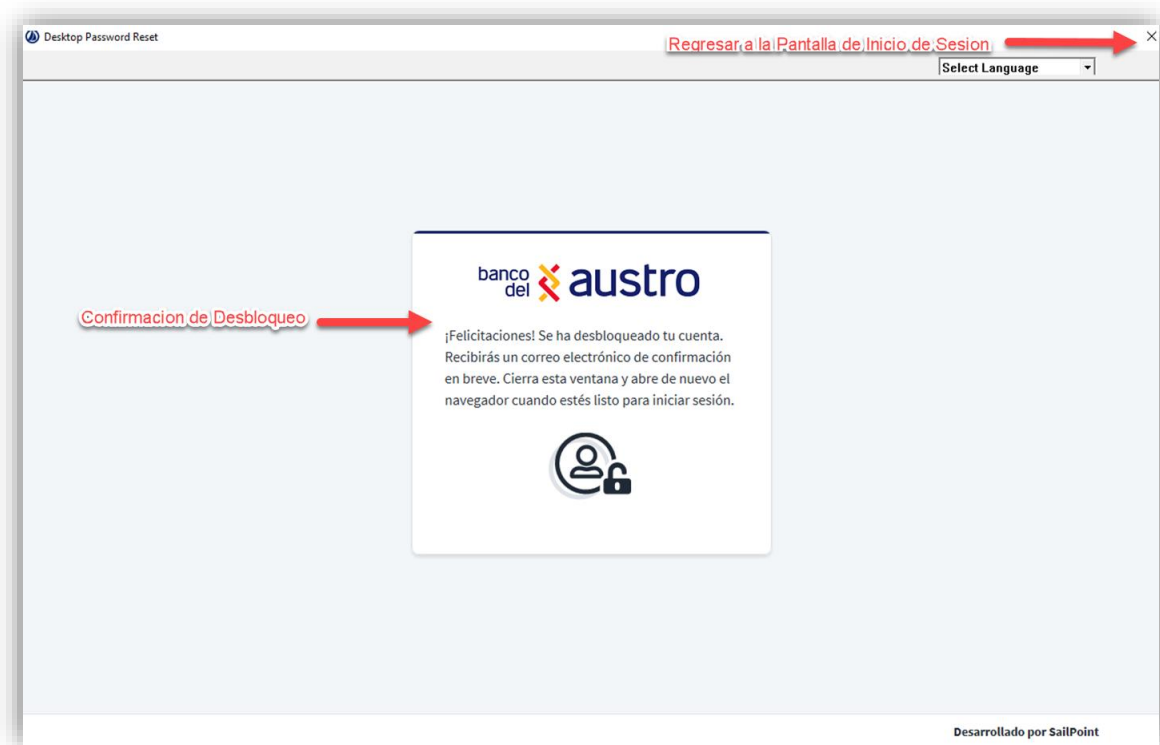 Desktop Password Reset
Regresar a la Pantalla de Inicio de Sesion
Select Language
banco del austro
Confirmacion de Desbloqueo
¡Felicitaciones! Se ha desbloqueado tu cuenta.
Recibirás un correo electrónico de confirmación
en breve. Cierra esta ventana y abre de nuevo el
navegador cuando estés listo para iniciar sesión.
Desarrollado por SailPoint